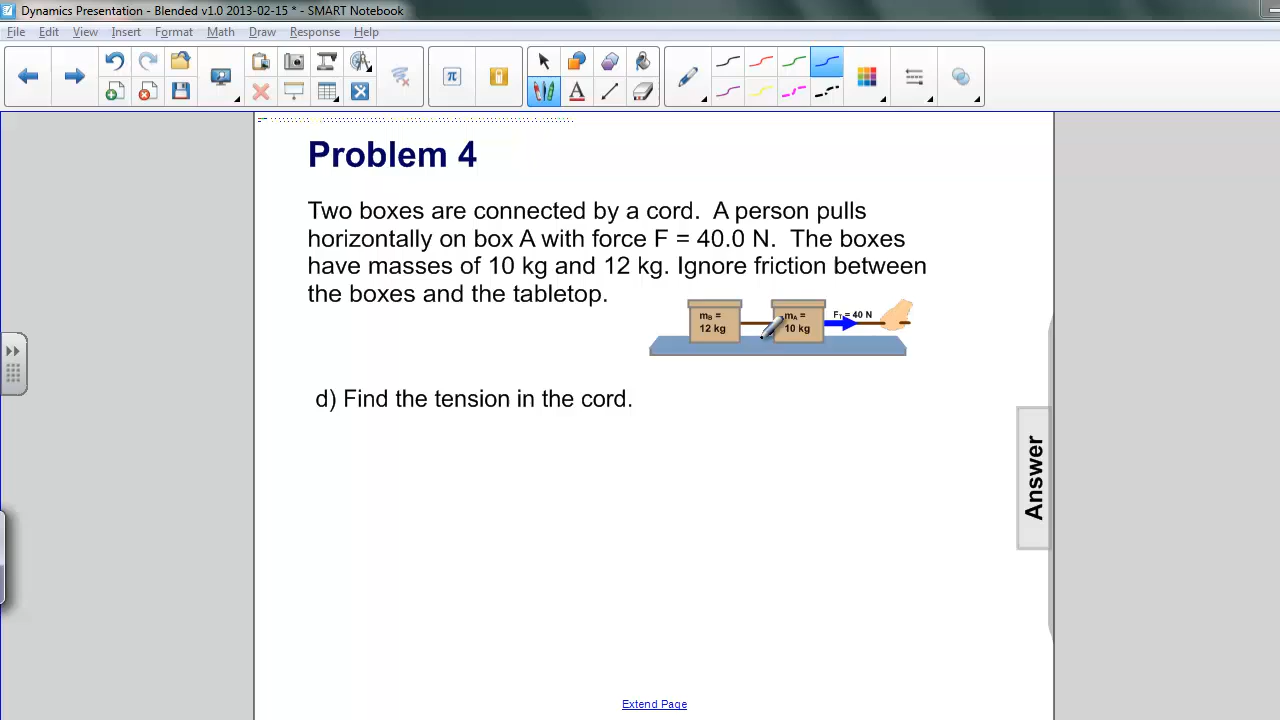 Dynamics Presentation - Blended v1.0 2013-02-15 * - SMART Notebook
File Edit View Insert Format Math Draw Response Help
π
Problem 4
Two boxes are connected by a cord. A person pulls
horizontally on box A with force F = 40.0 N. The boxes
have masses of 10 kg and 12 kg. Ignore friction between
the boxes and the tabletop.
mB =
12 kg
mA =
10 kg
FT = 40 N
d) Find the tension in the cord.
Answer
Extend Page